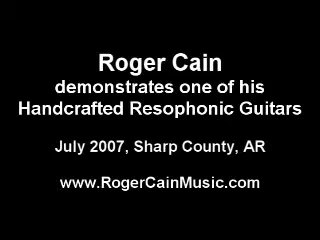 Roger Cain
demonstrates one of his
Handcrafted Resophonic Guitars
July 2007, Sharp County, AR
www.RogerCainMusic.com